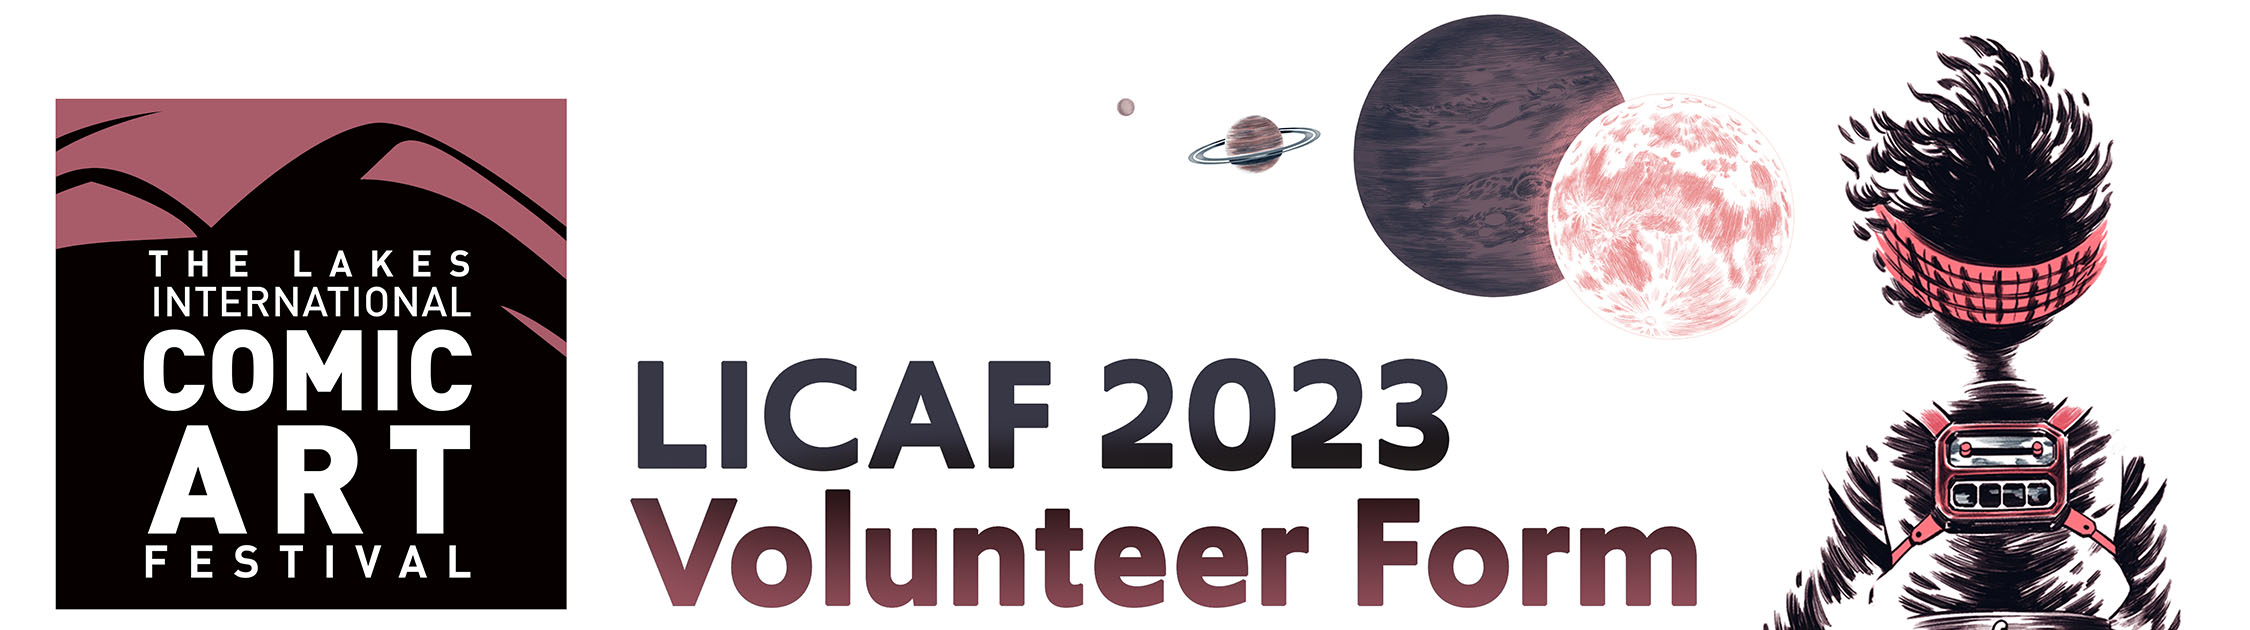 THE LAKES
INTERNATIONAL
COMIC
ART
FESTIVAL
LICAF 2023
Volunteer Form